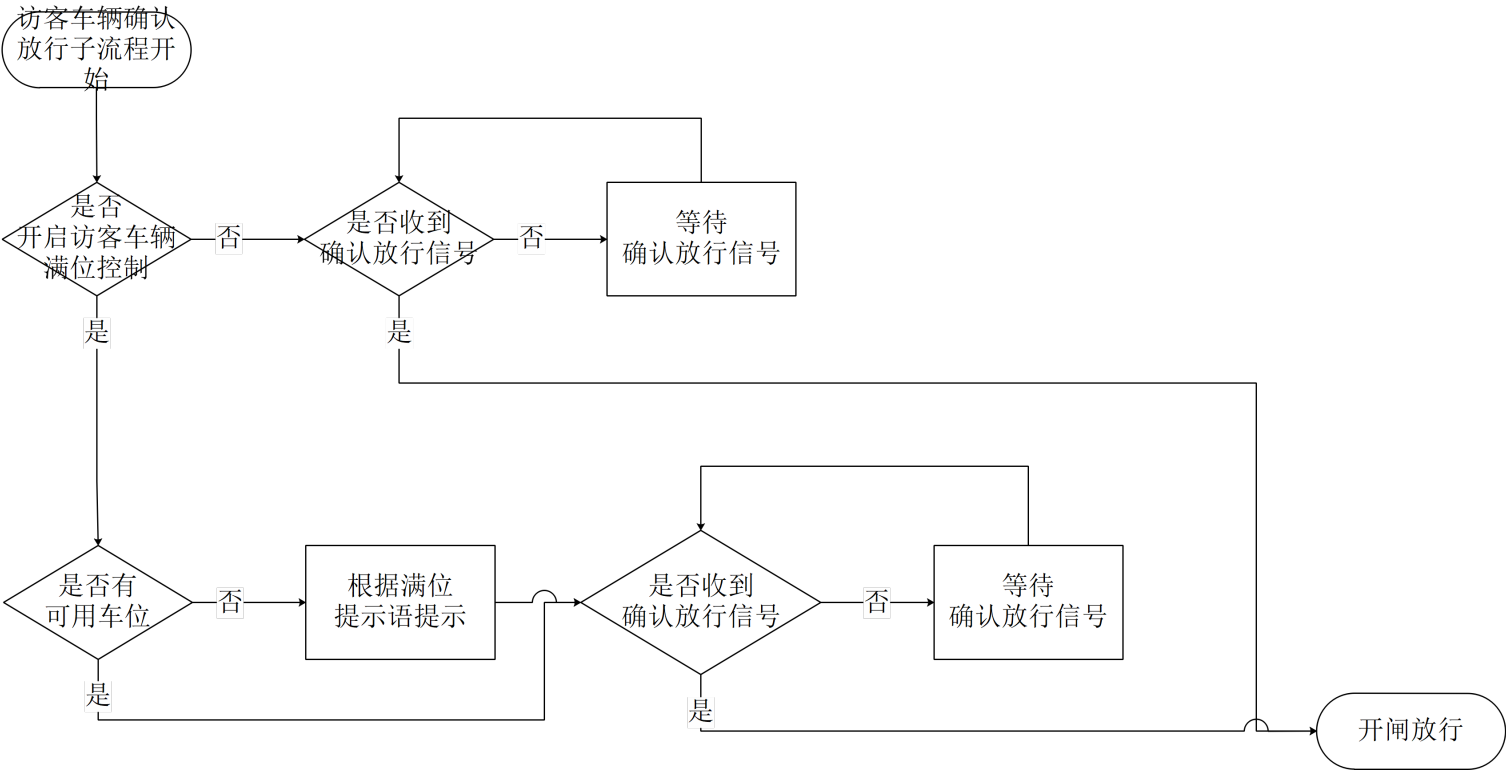 访客车辆确认
放行子流程开
始
是否
开启访客车辆
满位控制
否
是否收到
确认放行信号
否
等待
确认放行信号
是
是
是否有
可用车位
否
根据满位
提示语提示
是否收到
确认放行信号
否
等待
确认放行信号
是
是
开闸放行